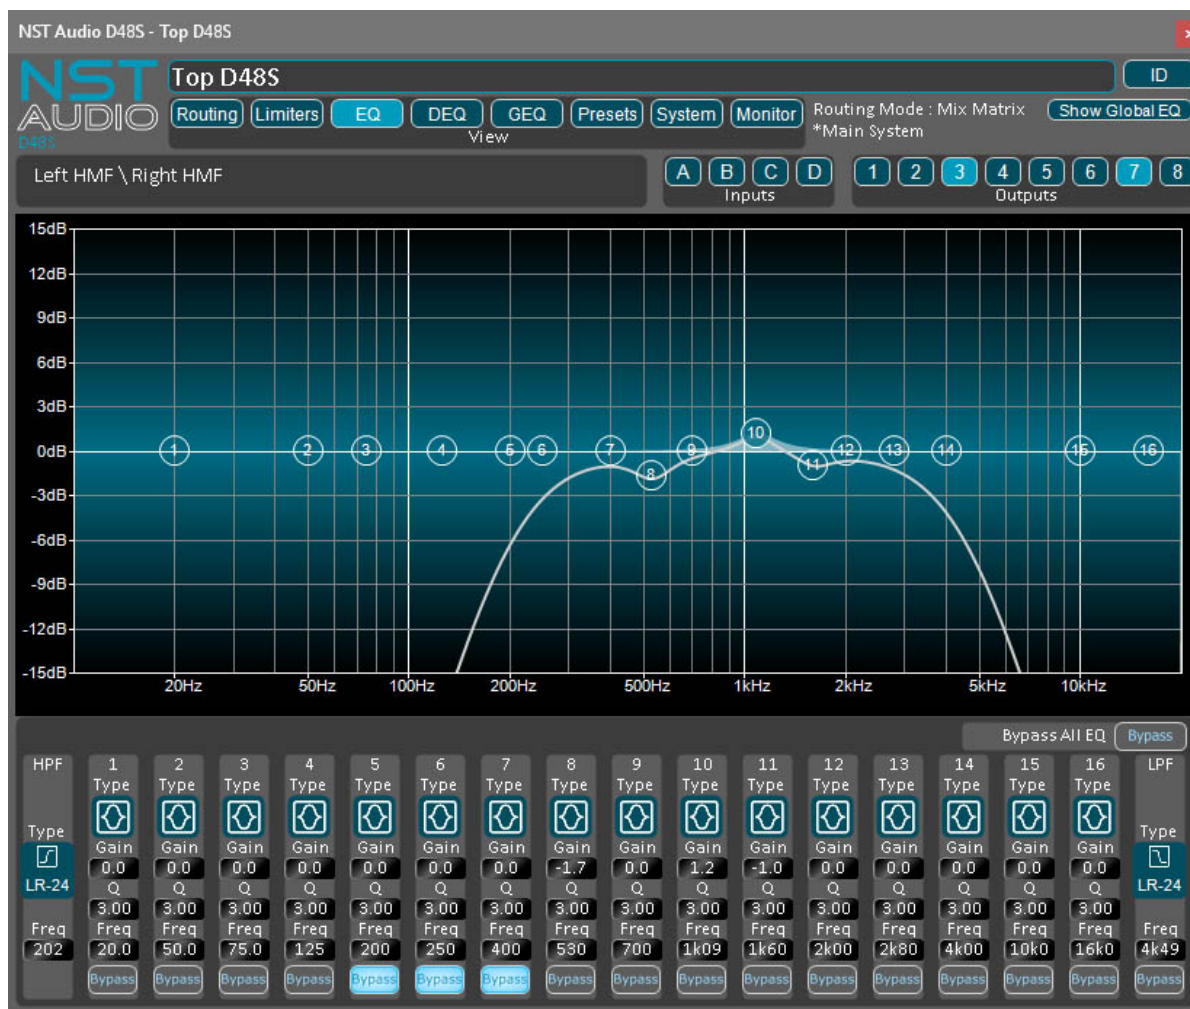 NST Audio D48S - Top D48S
x
NST
AUDIO
D48S
Top D48S
ID
Routing Limiters EQ DEQ GEQ Presets System Monitor
View
Routing Mode : Mix Matrix
*Main System
Show Global EQ
Left HMF \ Right HMF
A B C D
Inputs
1 2 3 4 5 6 7 8
Outputs
15dB
12dB
9dB
6dB
3dB
0dB
-3dB
-6dB
-9dB
-12dB
-15dB
1 2 3 4 5 6 7 8 9 10 11 12 13 14 15 16
20Hz 50Hz 100Hz 200Hz 500Hz 1kHz 2kHz 5kHz 10kHz
Bypass All EQ Bypass
HPF 1 2 3 4 5 6 7 8 9 10 11 12 13 14 15 16 LPF
Type Type Type Type Type Type Type Type Type Type Type Type Type Type Type Type
Type Type
Gain Gain Gain Gain Gain Gain Gain Gain Gain Gain Gain Gain Gain Gain Gain Gain
0.0 0.0 0.0 0.0 0.0 0.0 0.0 -1.7 0.0 1.2 -1.0 0.0 0.0 0.0 0.0 0.0
LR-24 Q Q Q Q Q Q Q Q Q Q Q Q Q Q Q Q LR-24
3.00 3.00 3.00 3.00 3.00 3.00 3.00 3.00 3.00 3.00 3.00 3.00 3.00 3.00 3.00 3.00
Freq Freq Freq Freq Freq Freq Freq Freq Freq Freq Freq Freq Freq Freq Freq Freq Freq Freq
202 20.0 50.0 75.0 125 200 250 400 530 700 1k09 1k60 2k00 2k80 4k00 10k0 16k0 4k49
Bypass Bypass Bypass Bypass Bypass Bypass Bypass Bypass Bypass Bypass Bypass Bypass Bypass Bypass Bypass Bypass Bypass